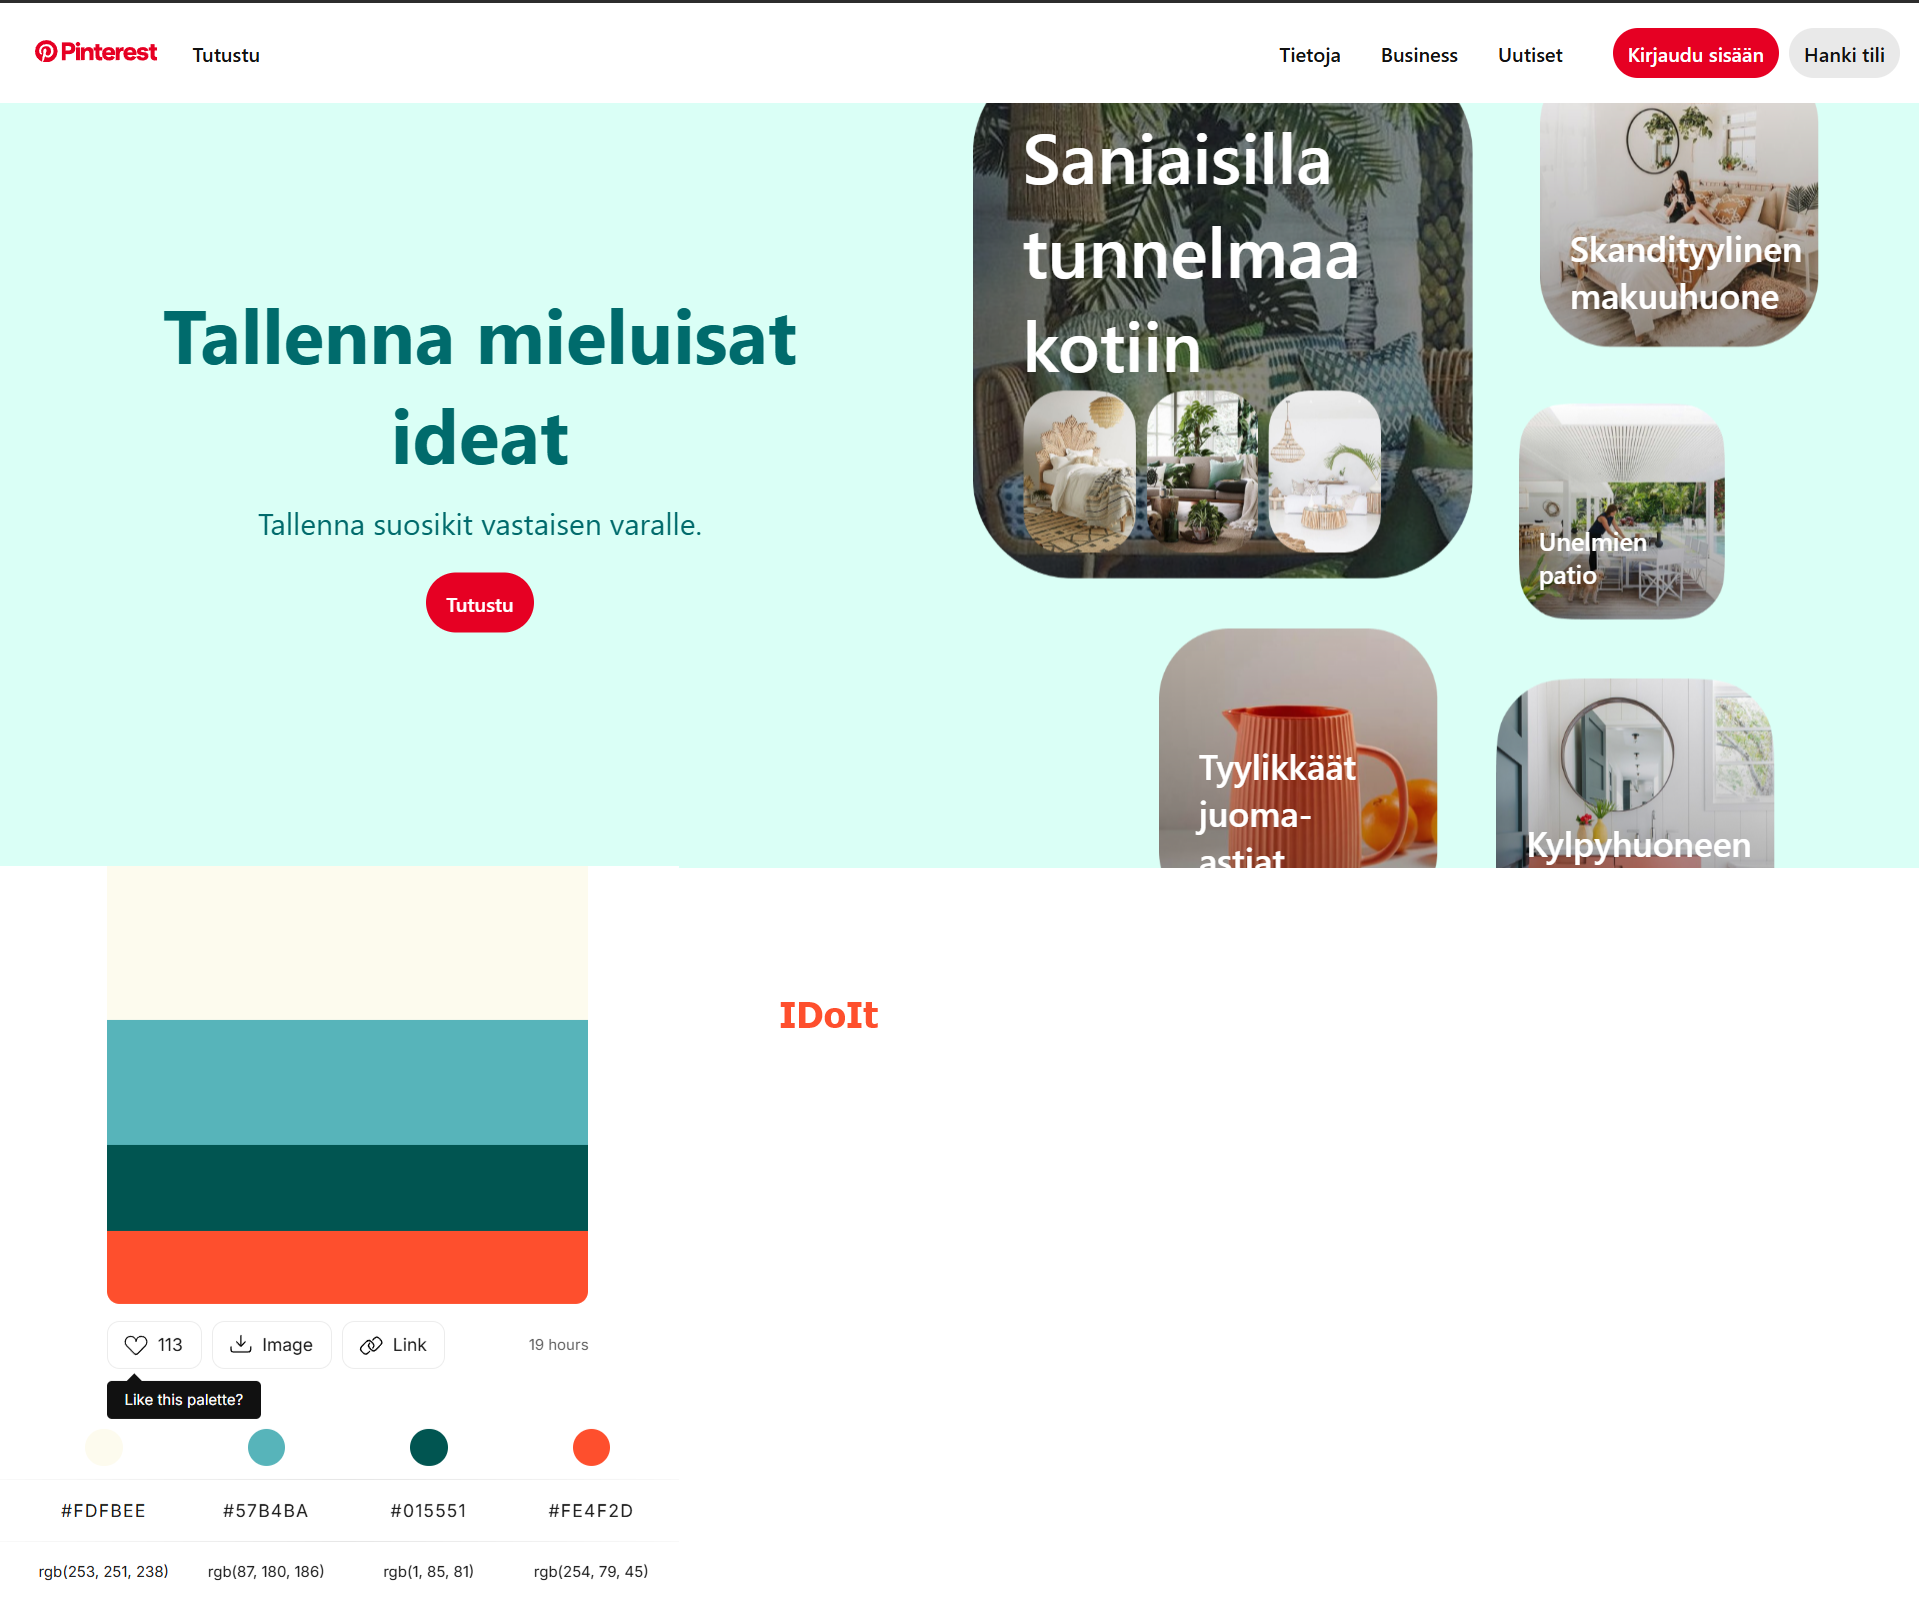 Pinterest
Tutustu
Tietoja
Business
Uutiset
Kirjaudu sisään
Hanki tili
Tallenna mieluisat
ideat
Tallenna suosikit vastaisen varalle.
Tutustu
Saniaisilla
tunnelmaa
kotiin
Skandityylinen
makuuhuone
Unelmien
patio
Tyylikkäät
juoma-
astiat
Kylpyhuoneen
IDoIt
113
Image
Link
19 hours
Like this palette?
#FDFBEE
#57B4BA
#015551
#FE4F2D
rgb(253, 251, 238)
rgb(87, 180, 186)
rgb(1, 85, 81)
rgb(254, 79, 45)